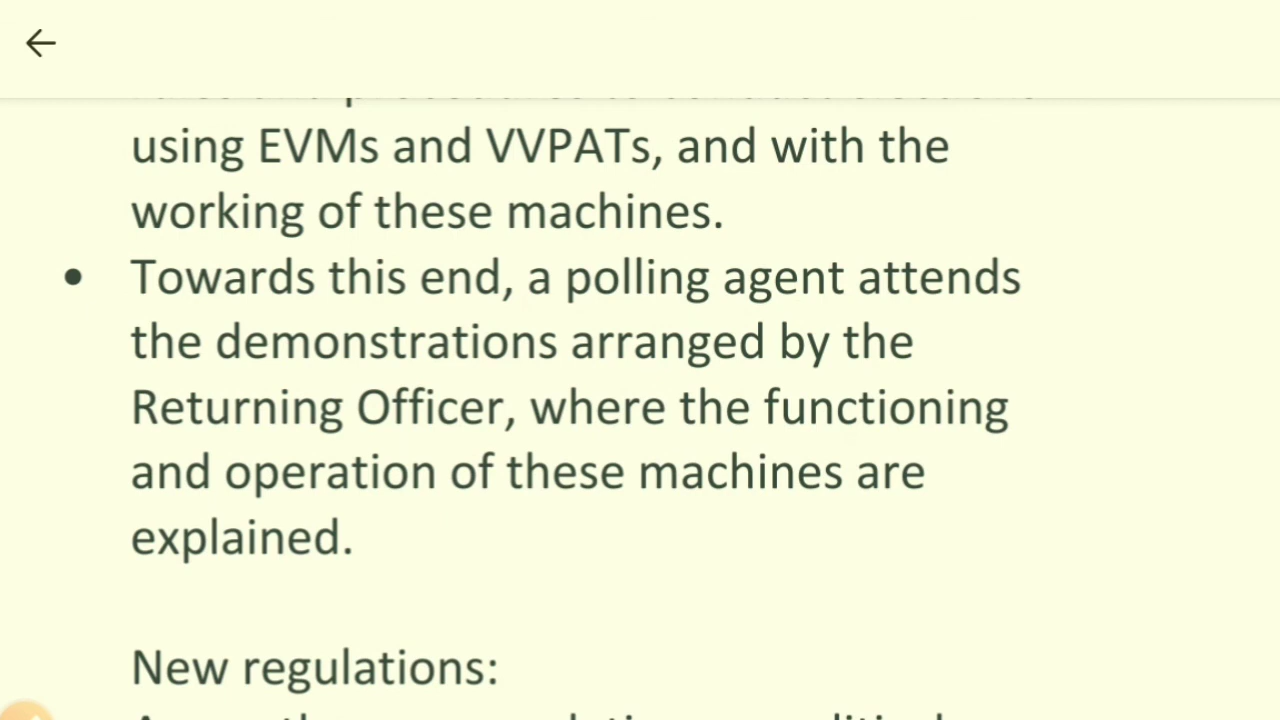 using EVMs and VVPATs, and with the
working of these machines.
• Towards this end, a polling agent attends
the demonstrations arranged by the
Returning Officer, where the functioning
and operation of these machines are
explained.
New regulations: